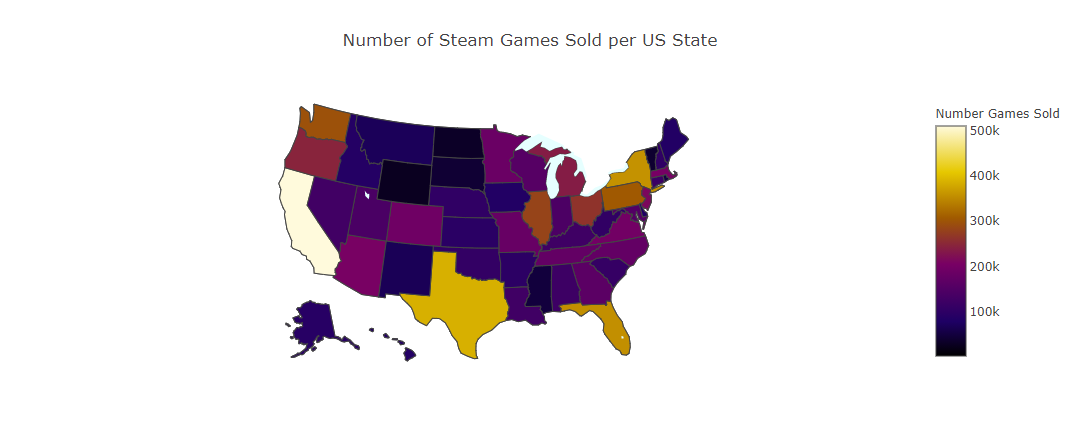 Number of Steam Games Sold per US State
Number Games Sold
500k
400k
300k
200k
100k